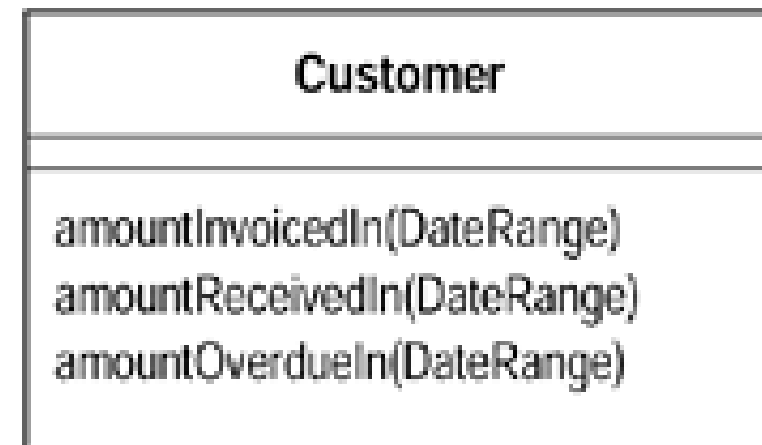 Customer
amountInvoicedIn(DateRange)
amountReceivedIn(DateRange)
amountOverdueIn(DateRange)